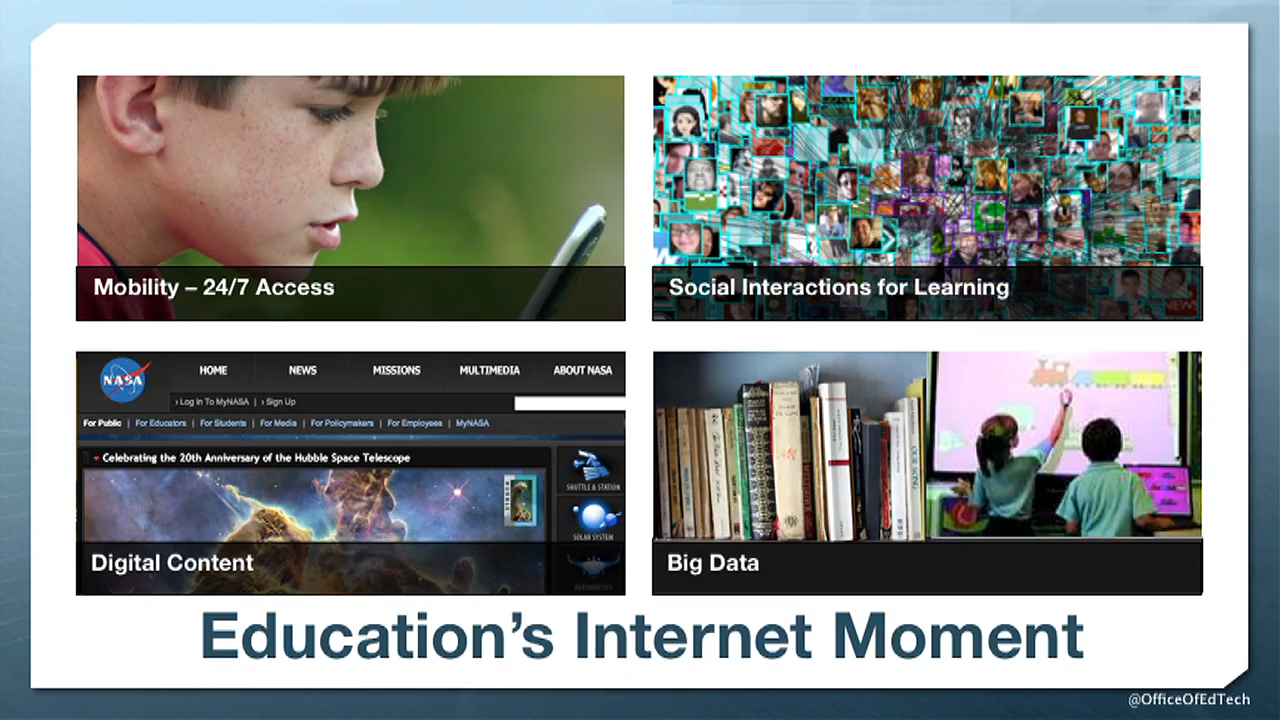 Mobility – 24/7 Access
Social Interactions for Learning
NASA
HOME NEWS MISSIONS MULTIMEDIA ABOUT NASA
› Log In To MyNASA | › Sign Up
For Public | For Educators | For Students | For Media | For Policymakers | For Employees | MyNASA
Celebrating the 20th Anniversary of the Hubble Space Telescope
SHUTTLE & STATION
SOLAR SYSTEM
AERONAUTICS
Digital Content
Big Data
Education’s Internet Moment
@OfficeOfEdTech